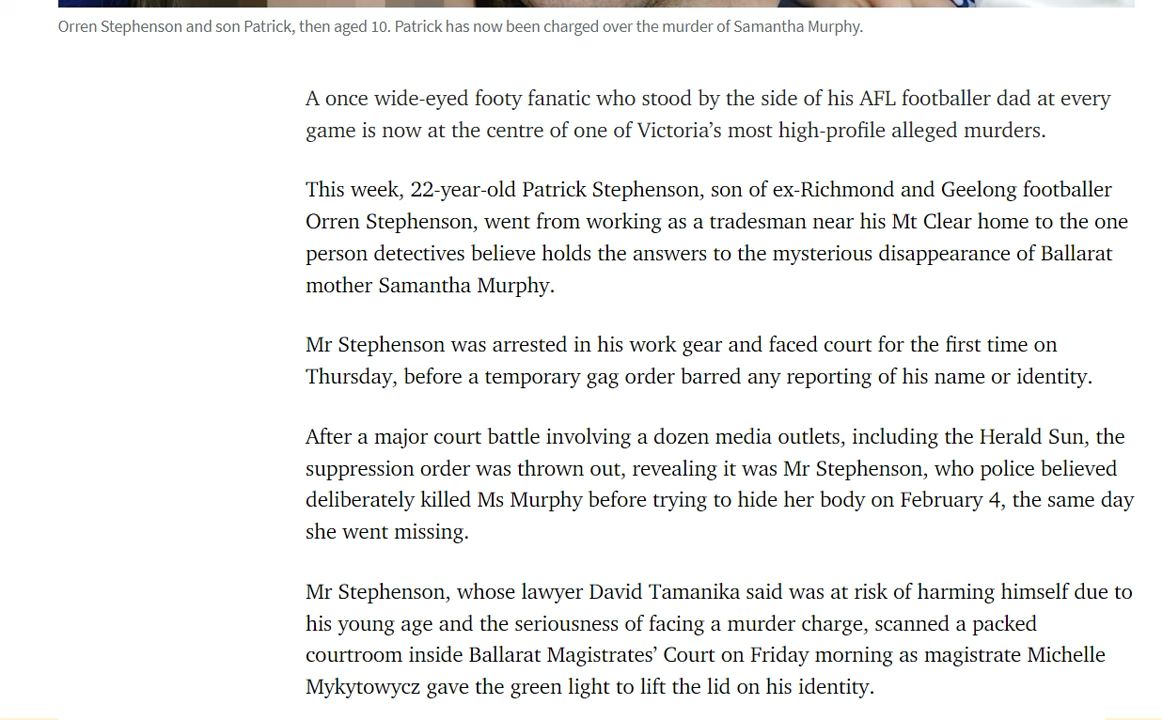 Orren Stephenson and son Patrick, then aged 10. Patrick has now been charged over the murder of Samantha Murphy.
A once wide-eyed footy fanatic who stood by the side of his AFL footballer dad at every
game is now at the centre of one of Victoria’s most high-profile alleged murders.
This week, 22-year-old Patrick Stephenson, son of ex-Richmond and Geelong footballer
Orren Stephenson, went from working as a tradesman near his Mt Clear home to the one
person detectives believe holds the answers to the mysterious disappearance of Ballarat
mother Samantha Murphy.
Mr Stephenson was arrested in his work gear and faced court for the first time on
Thursday, before a temporary gag order barred any reporting of his name or identity.
After a major court battle involving a dozen media outlets, including the Herald Sun, the
suppression order was thrown out, revealing it was Mr Stephenson, who police believed
deliberately killed Ms Murphy before trying to hide her body on February 4, the same day
she went missing.
Mr Stephenson, whose lawyer David Tamanika said was at risk of harming himself due to
his young age and the seriousness of facing a murder charge, scanned a packed
courtroom inside Ballarat Magistrates’ Court on Friday morning as magistrate Michelle
Mykytowycz gave the green light to lift the lid on his identity.